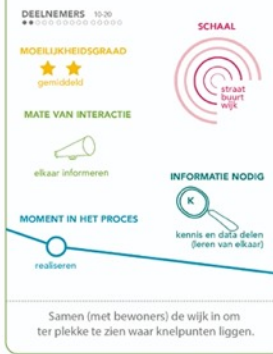 DEELNEMERS 10-20
SCHAAL
MOEILIJKHEIDSGRAAD
gemiddeld
straat
buurt
wijk
MATE VAN INTERACTIE
elkaar informeren
INFORMATIE NODIG
K
kennis en data delen
(leren van elkaar)
MOMENT IN HET PROCES
realiseren
Samen (met bewoners) de wijk in om
ter plekke te zien waar knelpunten liggen.